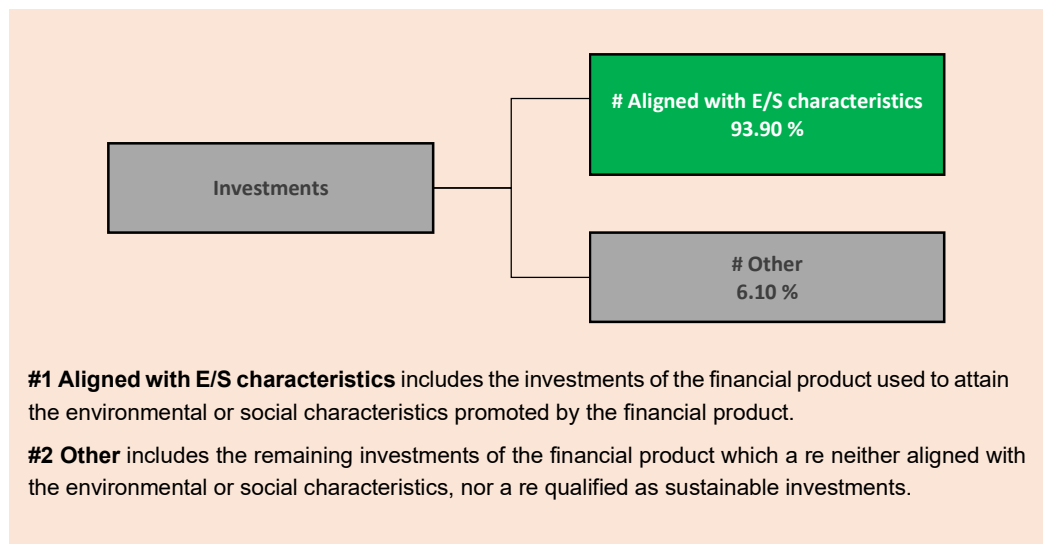 # Aligned with E/S characteristics
93.90 %
Investments
# Other
6.10 %
#1 Aligned with E/S characteristics includes the investments of the financial product used to attain
the environmental or social characteristics promoted by the financial product.
#2 Other includes the remaining investments of the financial product which a re neither aligned with
the environmental or social characteristics, nor a re qualified as sustainable investments.